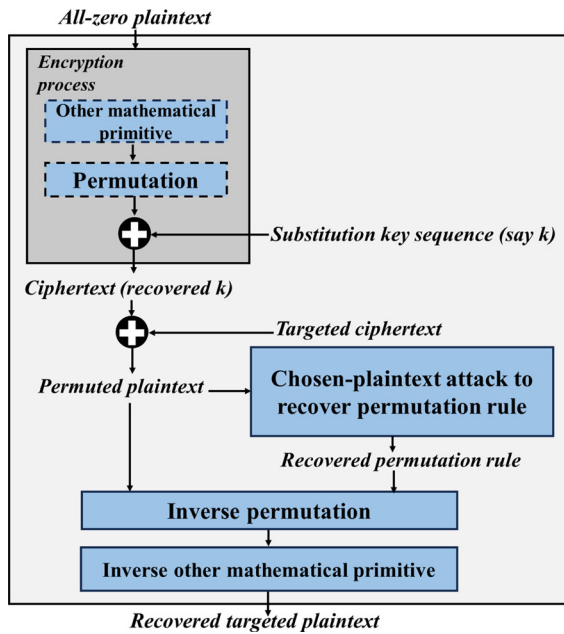 All-zero plaintext
Encryption
process
Other mathematical
primitive
Permutation
Substitution key sequence (say k)
Ciphertext (recovered k)
Targeted ciphertext
Permuted plaintext
Chosen-plaintext attack to
recover permutation rule
Recovered permutation rule
Inverse permutation
Inverse other mathematical primitive
Recovered targeted plaintext